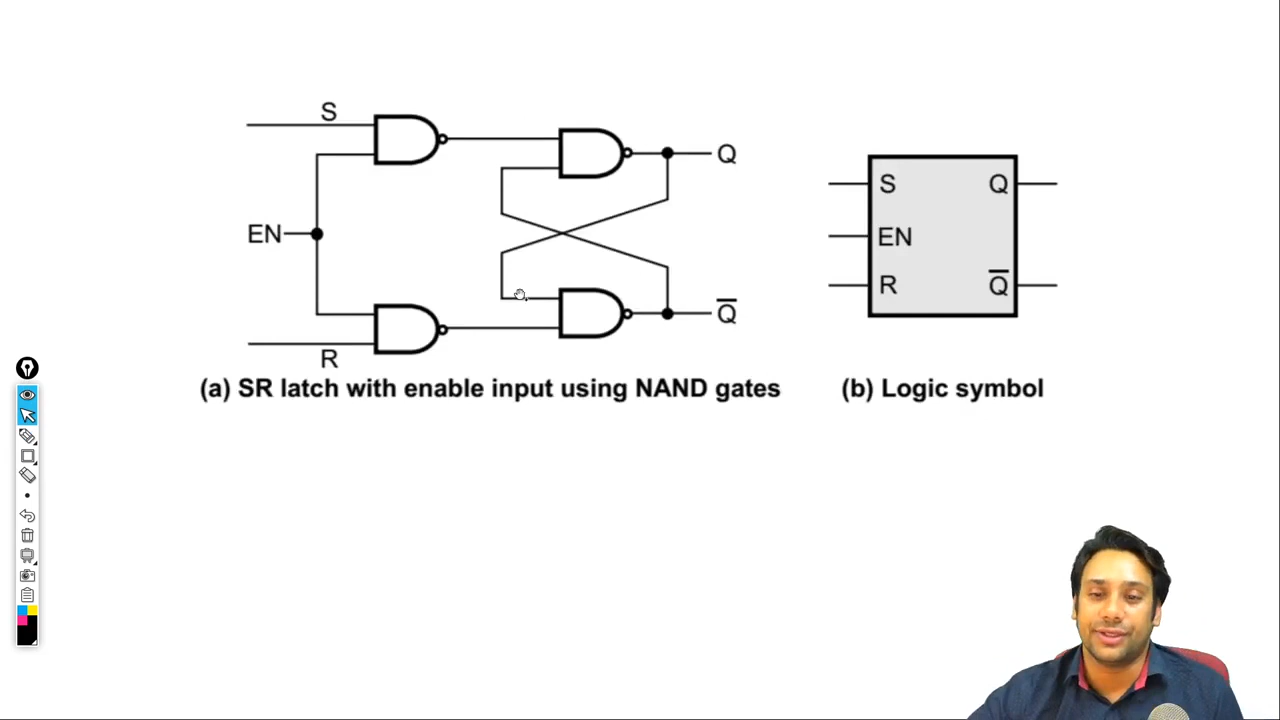 S
Q
EN
Q̅
R
(a) SR latch with enable input using NAND gates
S Q
EN
R Q̅
(b) Logic symbol